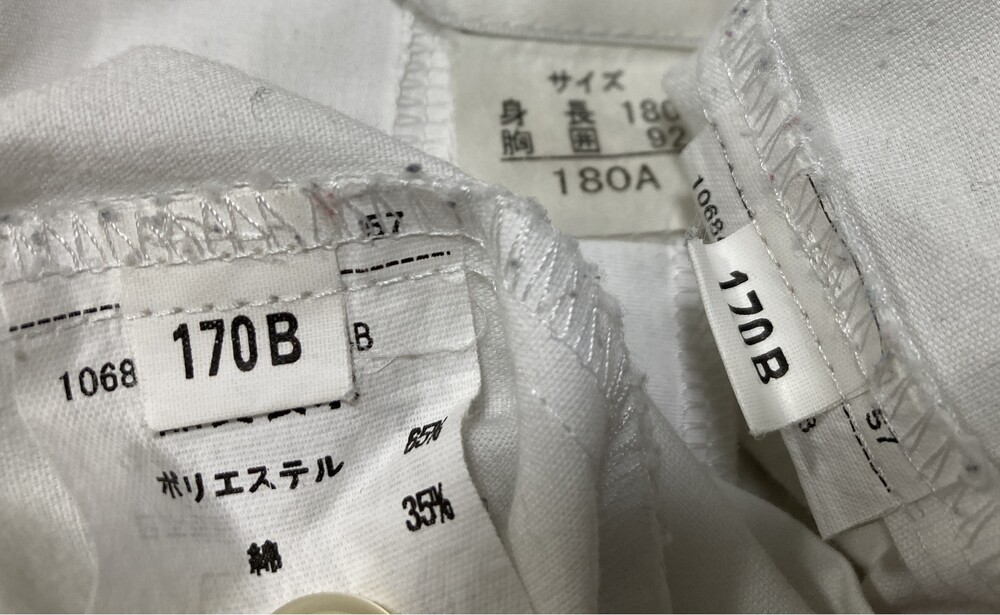 サイズ
身長 180
胸囲 92
180A
57
1068
170B
B
ポリエステル 65%
綿 35%
1068
170B
B
57